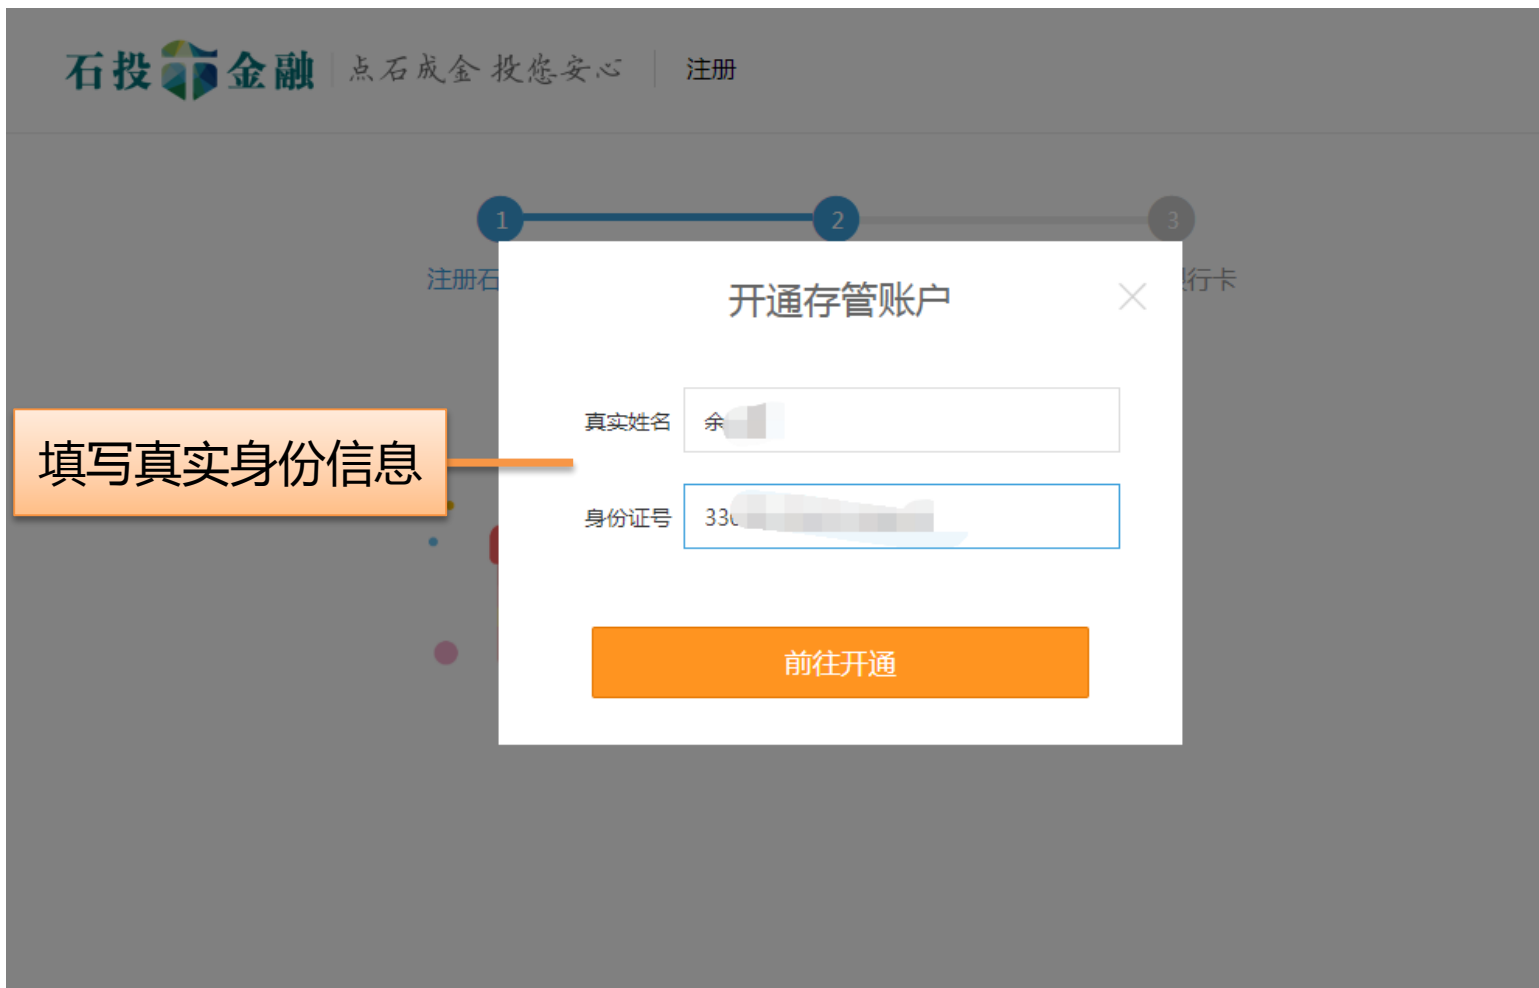 石投金融 点石成金 投您安心 注册
1 2 3
注册石
行卡
开通存管账户
真实姓名 余
填写真实身份信息
身份证号 33
前往开通